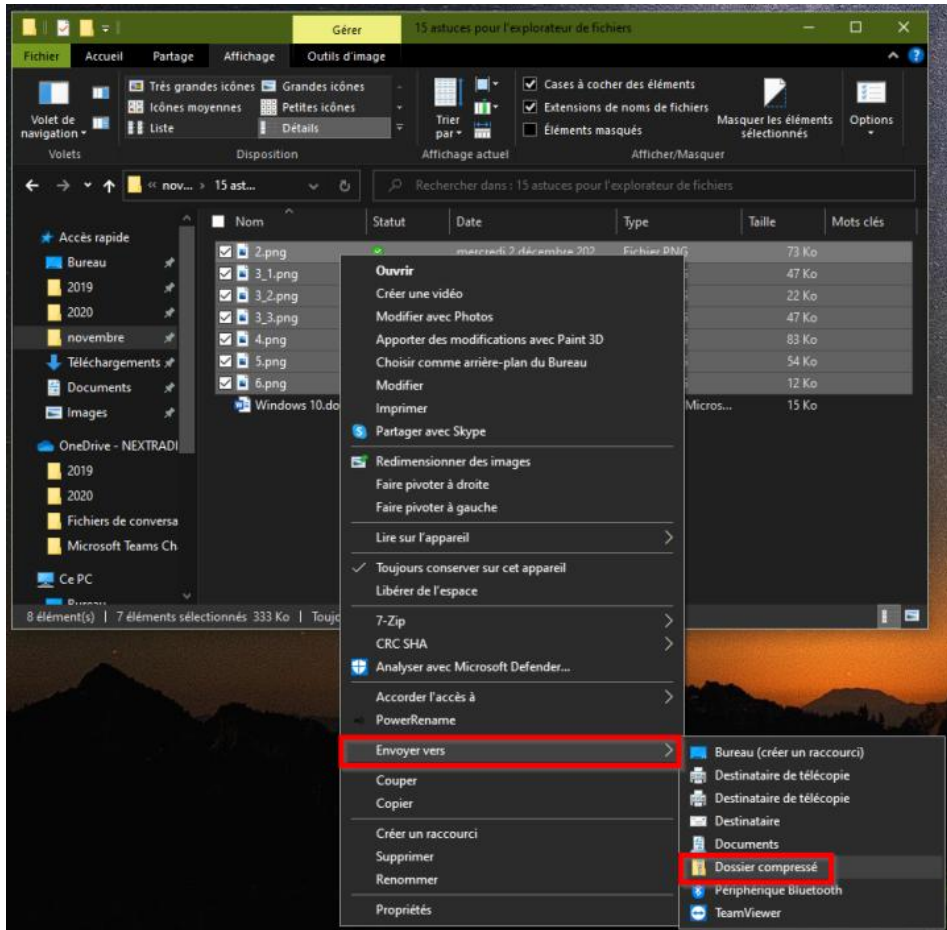 Gérer
15 astuces pour l'explorateur de fichiers
Fichier
Accueil
Partage
Affichage
Outils d'image
Volet de navigation
Très grandes icônes
Grandes icônes
Icônes moyennes
Petites icônes
Liste
Détails
Trier par
Cases à cocher des éléments
Extensions de noms de fichiers
Éléments masqués
Masquer les éléments sélectionnés
Options
Volets
Disposition
Affichage actuel
Afficher/Masquer
« nov... > 15 ast...
Rechercher dans : 15 astuces pour l'explorateur de fichiers
Nom
Statut
Date
Type
Taille
Mots clés
Accès rapide
Bureau
2019
2020
novembre
Téléchargements
Documents
Images
OneDrive - NEXTRADI
2019
2020
Fichiers de conversa
Microsoft Teams Ch
Ce PC
Bureau
2.png mercredi 2 décembre 202 Fichier PNG 73 Ko
3_1.png 47 Ko
3_2.png 22 Ko
3_3.png 47 Ko
4.png 83 Ko
5.png 54 Ko
6.png 12 Ko
Windows 10.do Micros... 15 Ko
8 élément(s) | 7 éléments sélectionnés 333 Ko | Toujo
Ouvrir
Créer une vidéo
Modifier avec Photos
Apporter des modifications avec Paint 3D
Choisir comme arrière-plan du Bureau
Modifier
Imprimer
Partager avec Skype
Redimensionner des images
Faire pivoter à droite
Faire pivoter à gauche
Lire sur l'appareil
Toujours conserver sur cet appareil
Libérer de l'espace
7-Zip
CRC SHA
Analyser avec Microsoft Defender...
Accorder l'accès à
PowerRename
Envoyer vers
Couper
Copier
Créer un raccourci
Supprimer
Renommer
Propriétés
Bureau (créer un raccourci)
Destinataire de télécopie
Destinataire de télécopie
Destinataire
Documents
Dossier compressé
Périphérique Bluetooth
TeamViewer